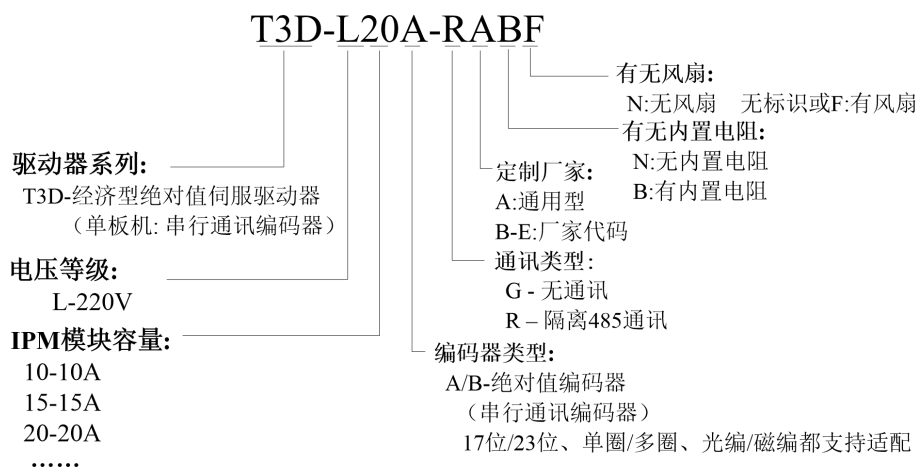 T3D-L20A-RABF
有无风扇:
N:无风扇 无标识或F:有风扇
有无内置电阻:
N:无内置电阻
B:有内置电阻
定制厂家:
A:通用型
B-E:厂家代码
通讯类型:
G - 无通讯
R – 隔离485通讯
编码器类型:
A/B-绝对值编码器
（串行通讯编码器）
17位/23位、单圈/多圈、光编/磁编都支持适配
驱动器系列:
T3D-经济型绝对值伺服驱动器
（单板机: 串行通讯编码器）
电压等级:
L-220V
IPM模块容量:
10-10A
15-15A
20-20A
……